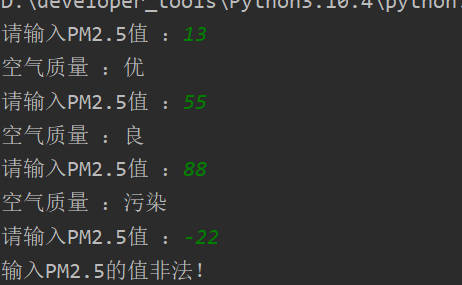 D:\developer_tools\Python3.10.4\python
请输入PM2.5值 ：13
空气质量 ：优
请输入PM2.5值 ：55
空气质量 ：良
请输入PM2.5值 ：88
空气质量 ：污染
请输入PM2.5值 ：-22
输入PM2.5的值非法！